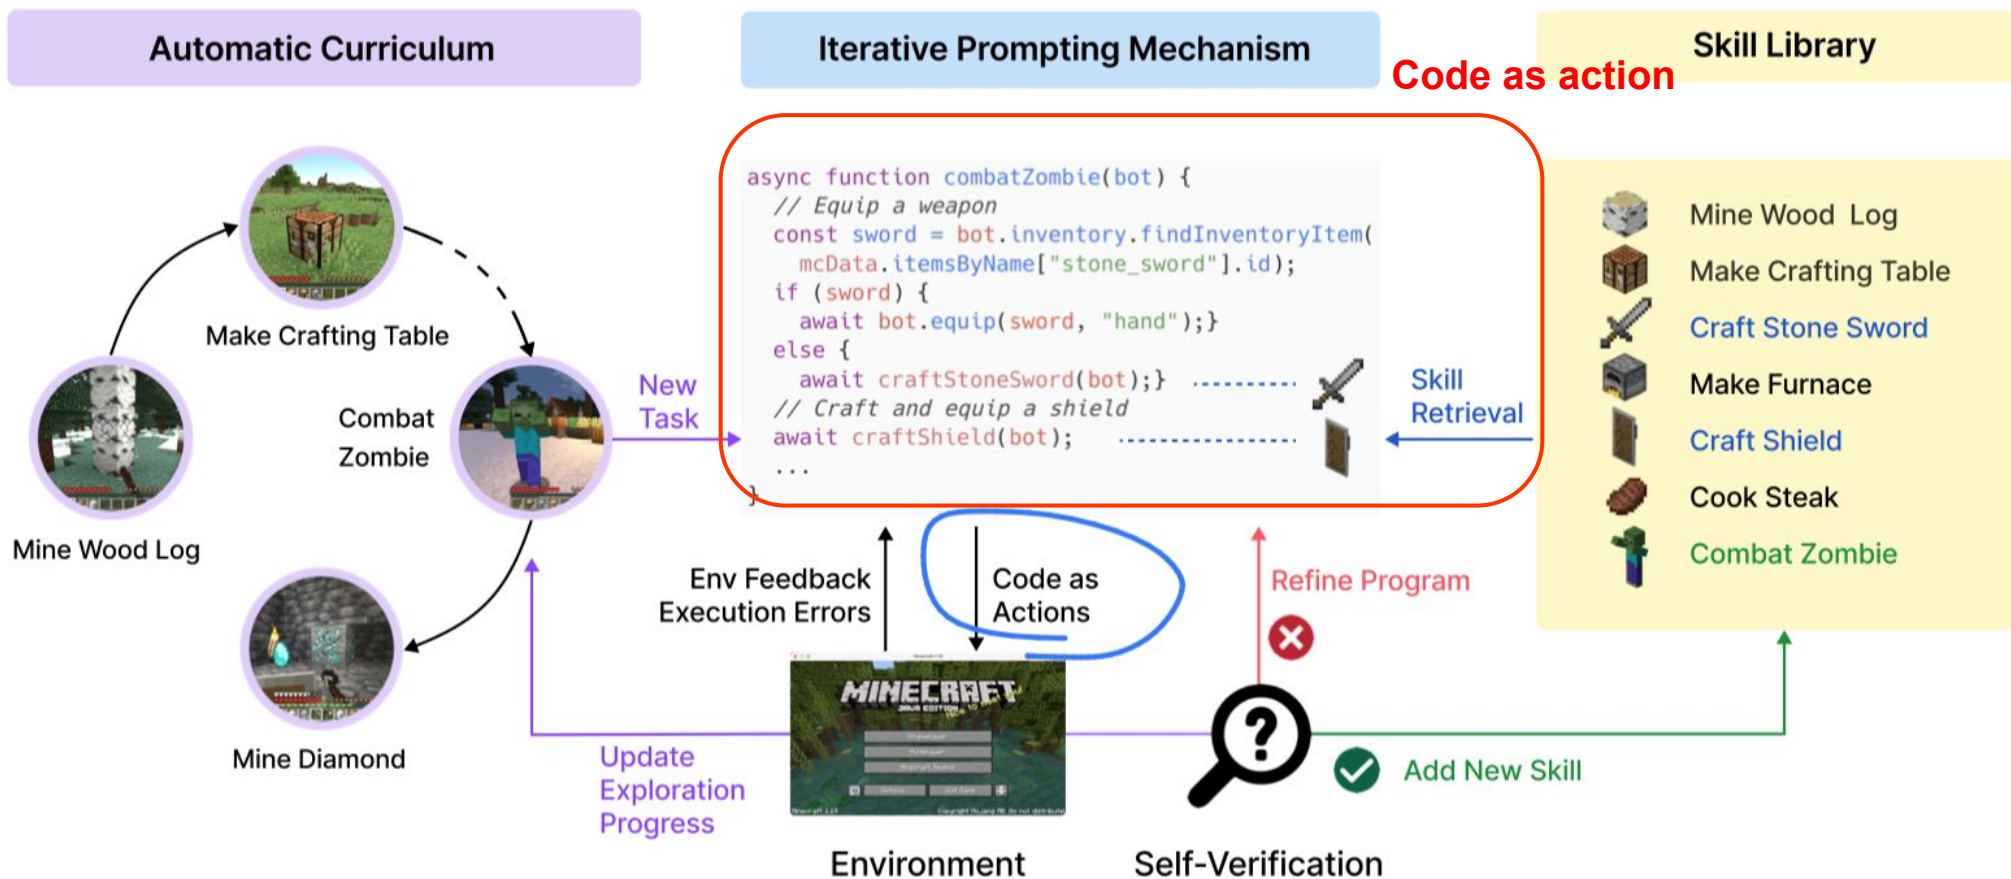 Automatic Curriculum
Iterative Prompting Mechanism
Skill Library
Code as action
Make Crafting Table
Mine Wood Log
Combat
Zombie
Mine Diamond
New
Task
async function combatZombie(bot) {
// Equip a weapon
const sword = bot.inventory.findInventoryItem(
mcData.itemsByName["stone_sword"].id);
if (sword) {
await bot.equip(sword, "hand");}
else {
await craftStoneSword(bot);}
// Craft and equip a shield
await craftShield(bot);
...
}
Skill
Retrieval
Mine Wood Log
Make Crafting Table
Craft Stone Sword
Make Furnace
Craft Shield
Cook Steak
Combat Zombie
Env Feedback
Execution Errors
Code as
Actions
Refine Program
MINECRAFT
JAVA EDITION
Update
Exploration
Progress
?
Add New Skill
Environment
Self-Verification